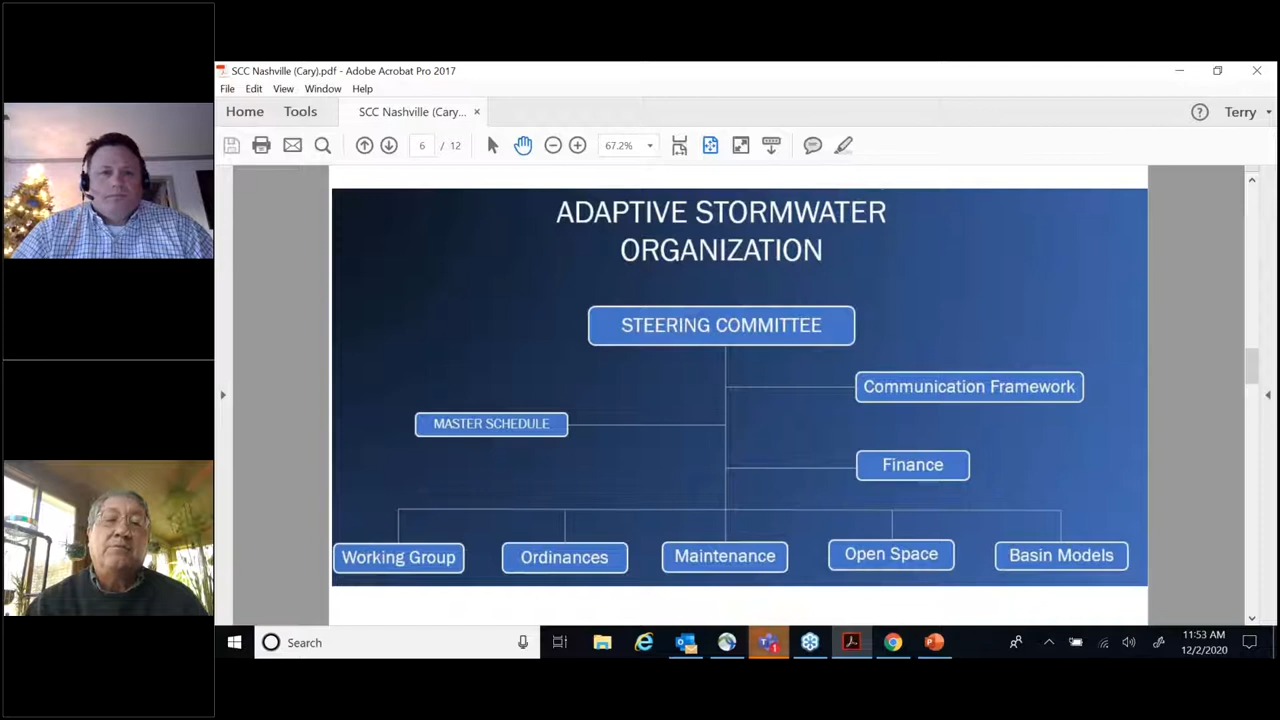 SCC Nashville (Cary).pdf - Adobe Acrobat Pro 2017
File Edit View Window Help
Home Tools SCC Nashville (Cary... × Terry
6 / 12 67.2%
ADAPTIVE STORMWATER
ORGANIZATION
STEERING COMMITTEE
Communication Framework
MASTER SCHEDULE
Finance
Working Group Ordinances Maintenance Open Space Basin Models
Search
11:53 AM
12/2/2020